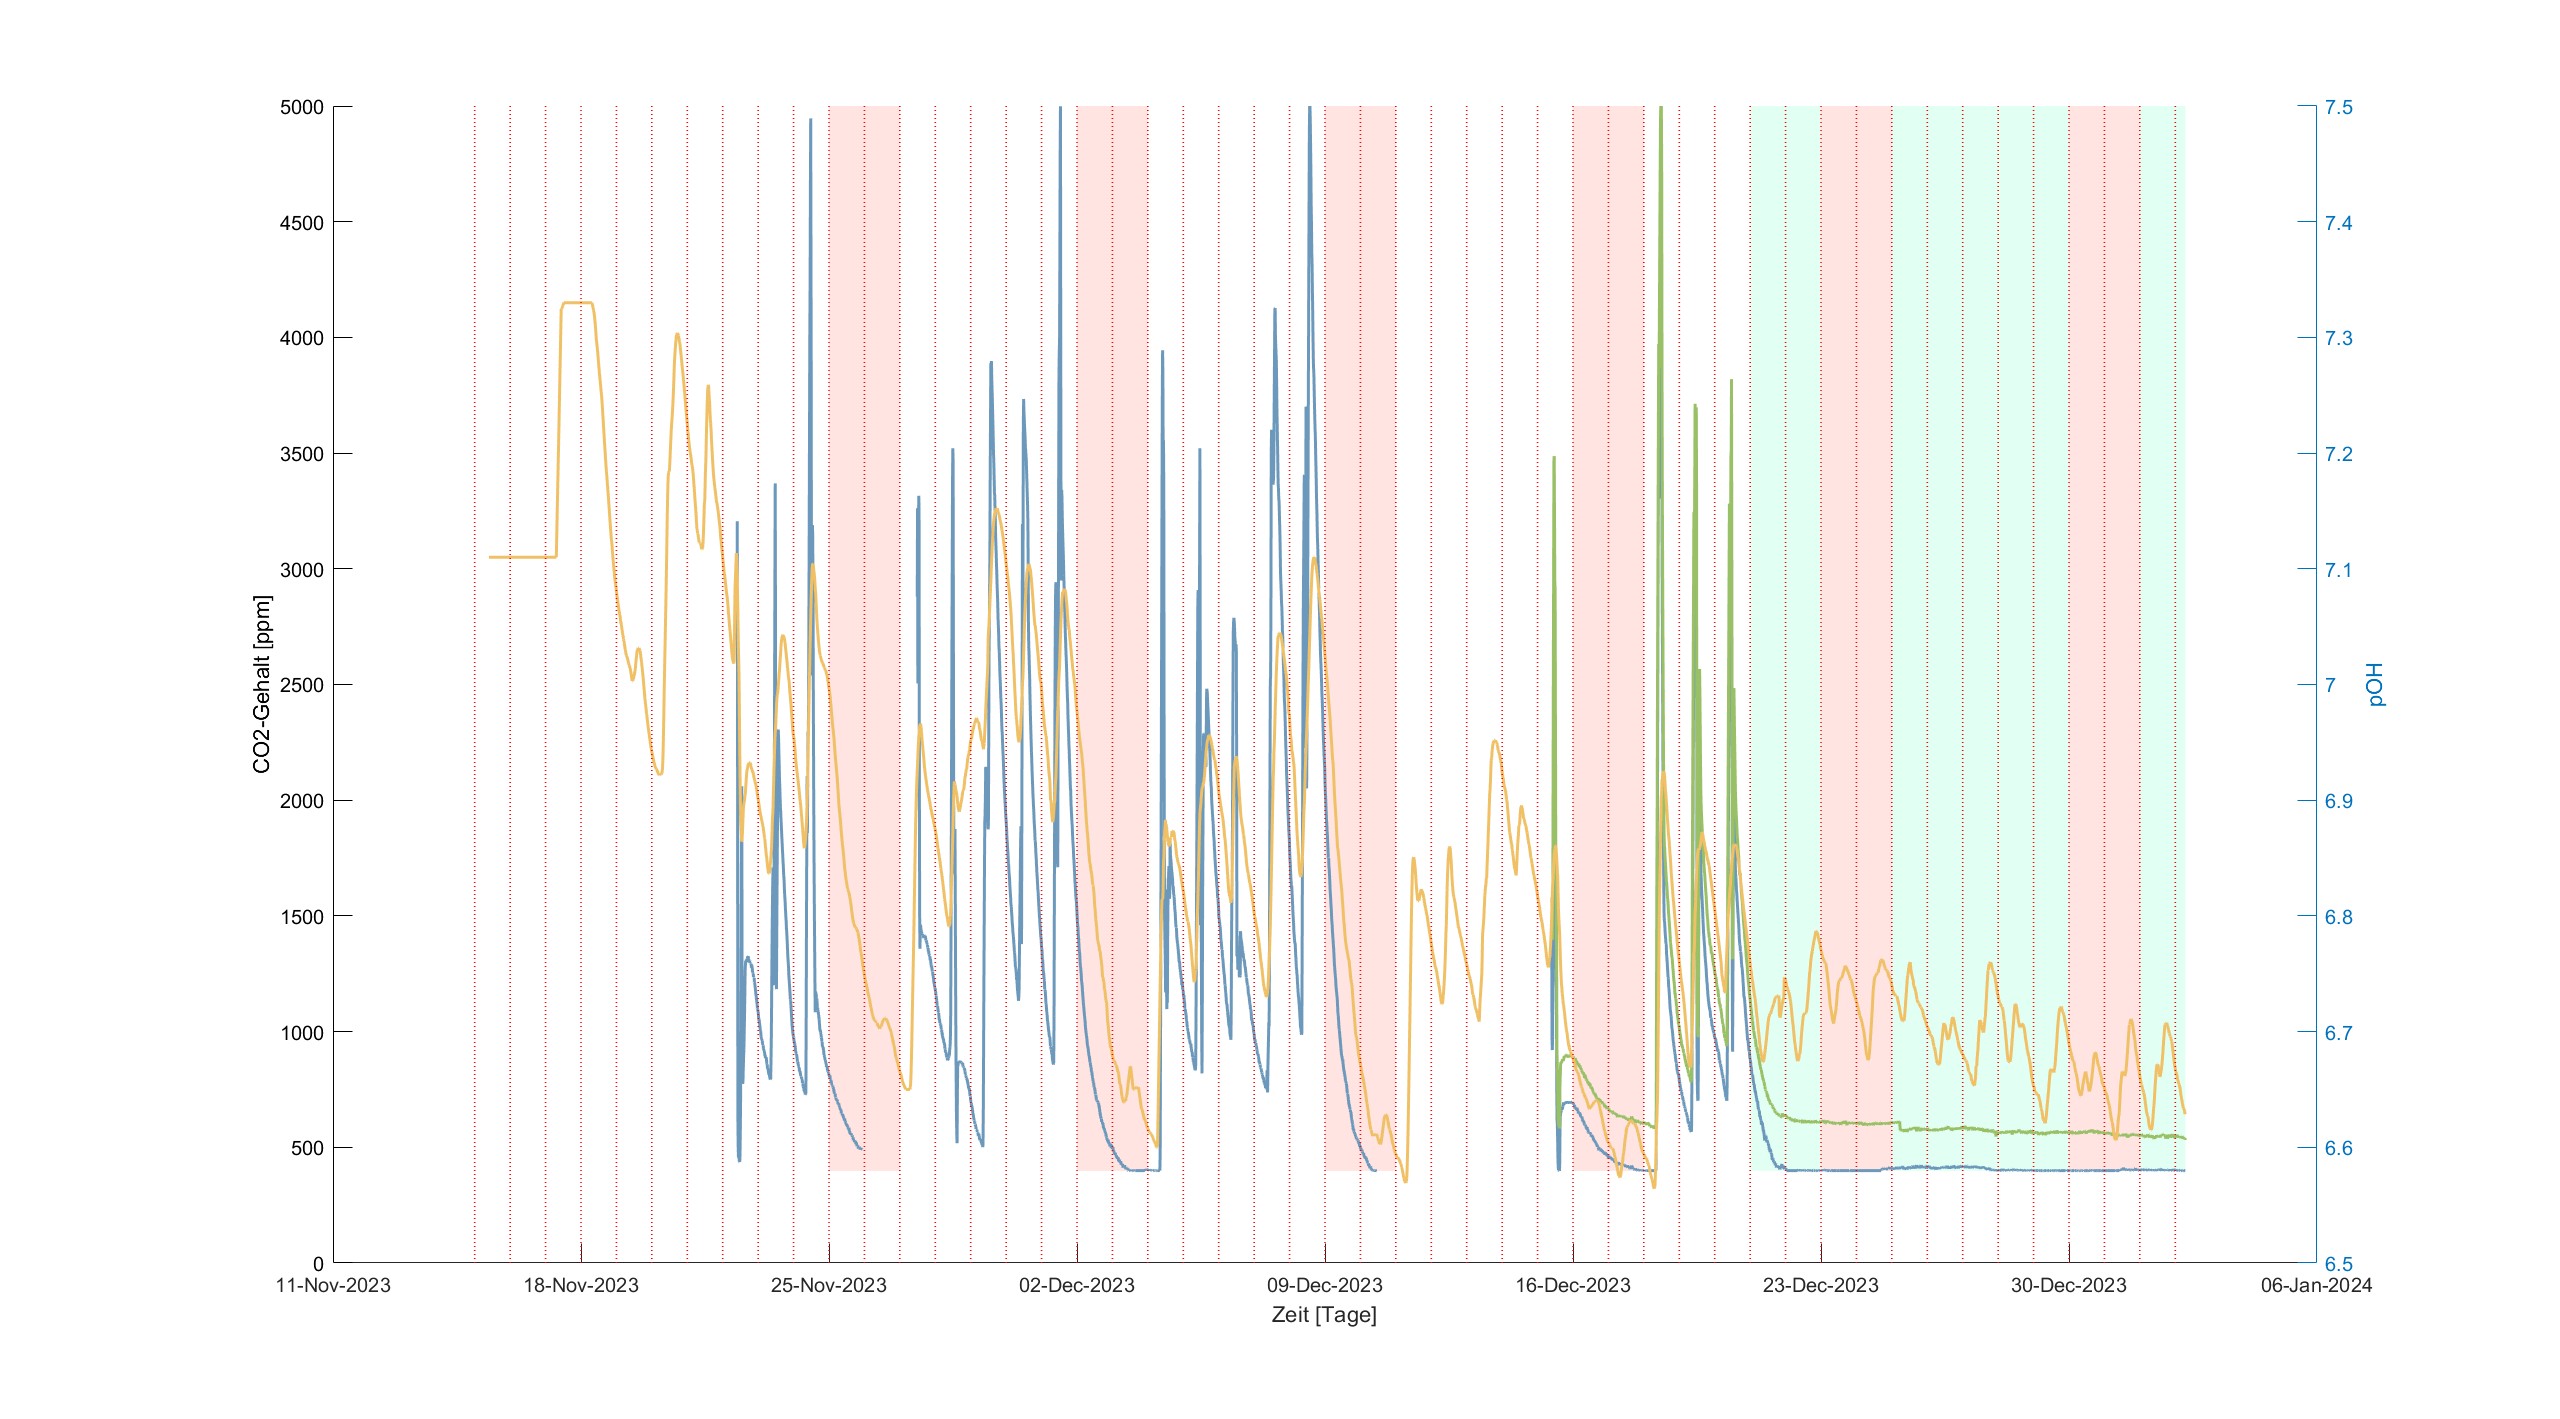 5000
4500
4000
3500
3000
2500
2000
1500
1000
500
0
CO2-Gehalt [ppm]
7.5
7.4
7.3
7.2
7.1
7
6.9
6.8
6.7
6.6
6.5
pOH
11-Nov-2023
18-Nov-2023
25-Nov-2023
02-Dec-2023
09-Dec-2023
16-Dec-2023
23-Dec-2023
30-Dec-2023
06-Jan-2024
Zeit [Tage]